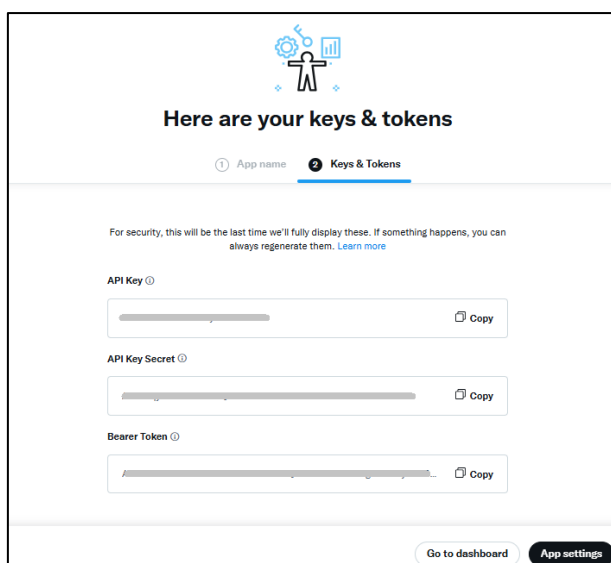 Here are your keys & tokens
1 App name 2 Keys & Tokens
For security, this will be the last time we'll fully display these. If something happens, you can
always regenerate them. Learn more
API Key
Copy
API Key Secret
Copy
Bearer Token
Copy
Go to dashboard App settings